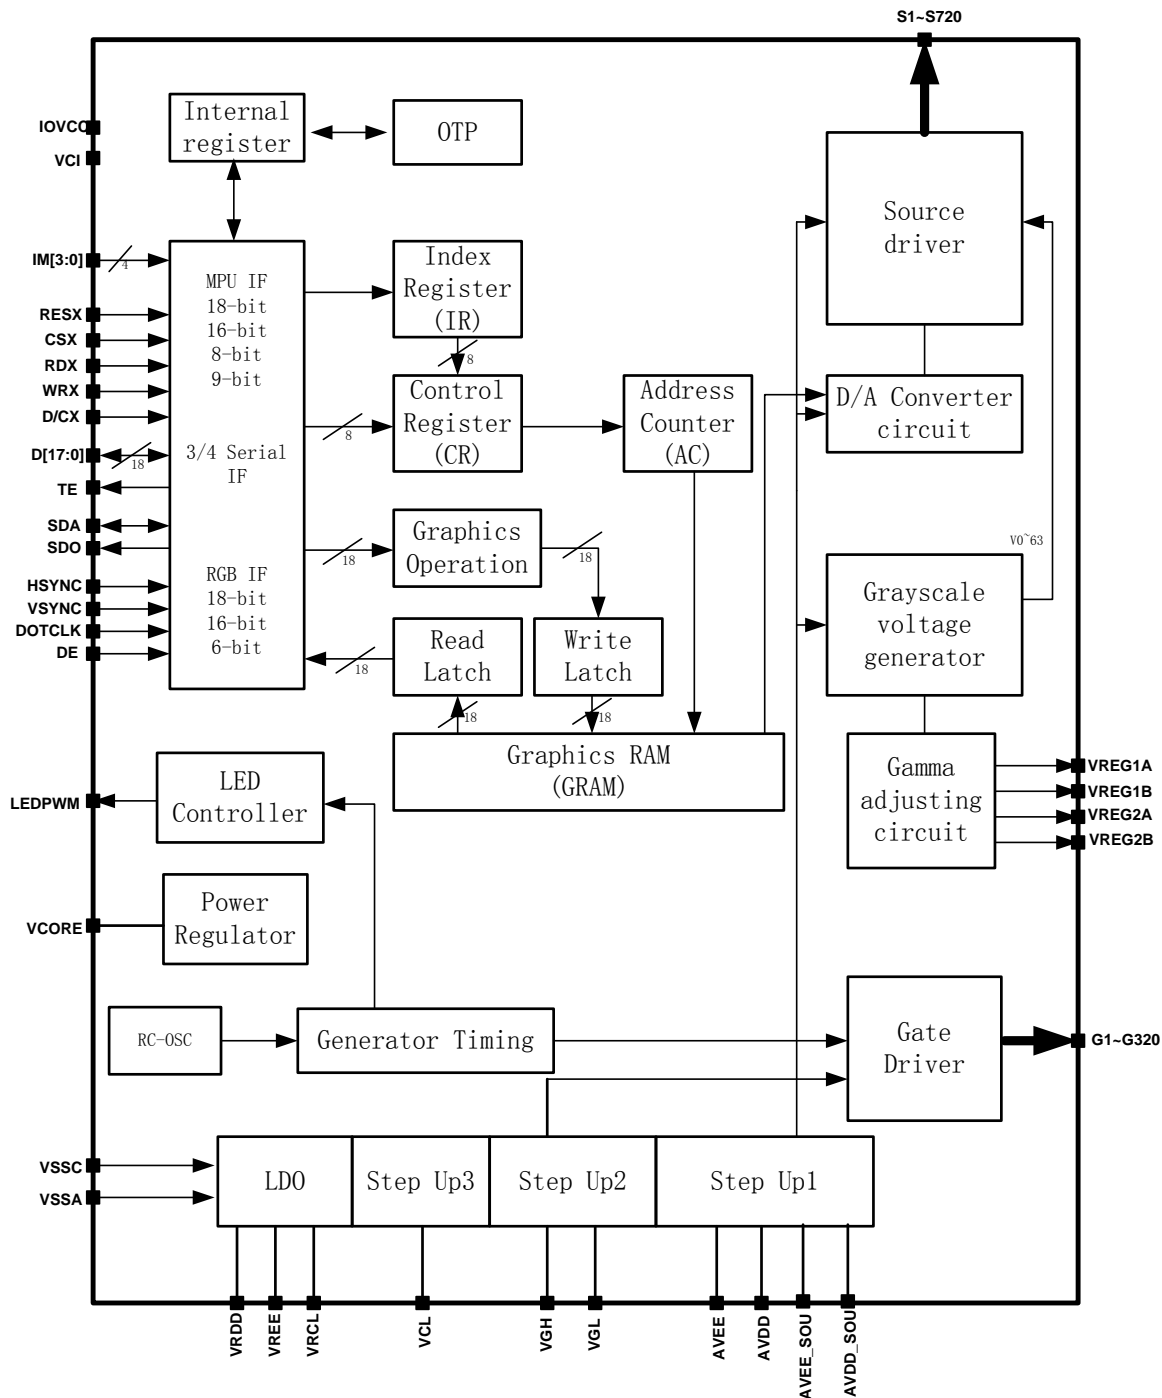 S1~S720
IOVCC
VCI
Internal
register
OTP
Source
driver
IM[3:0]
4
RESX
CSX
RDX
WRX
D/CX
D[17:0]
18
TE
SDA
SDO
HSYNC
VSYNC
DOTCLK
DE
MPU IF
18-bit
16-bit
8-bit
9-bit
3/4 Serial
IF
RGB IF
18-bit
16-bit
6-bit
Index
Register
(IR)
8
8
Control
Register
(CR)
Address
Counter
(AC)
D/A Converter
circuit
18
Graphics
Operation
18
V0~63
Grayscale
voltage
generator
18
Read
Latch
Write
Latch
18
18
Graphics RAM
(GRAM)
Gamma
adjusting
circuit
VREG1A
VREG1B
VREG2A
VREG2B
LEDPWM
LED
Controller
VCORE
Power
Regulator
RC-OSC
Generator Timing
Gate
Driver
G1~G320
VSSC
VSSA
LDO
Step Up3
Step Up2
Step Up1
VRDD
VREE
VRCL
VCL
VGH
VGL
AVEE
AVDD
AVEE_SOU
AVDD_SOU